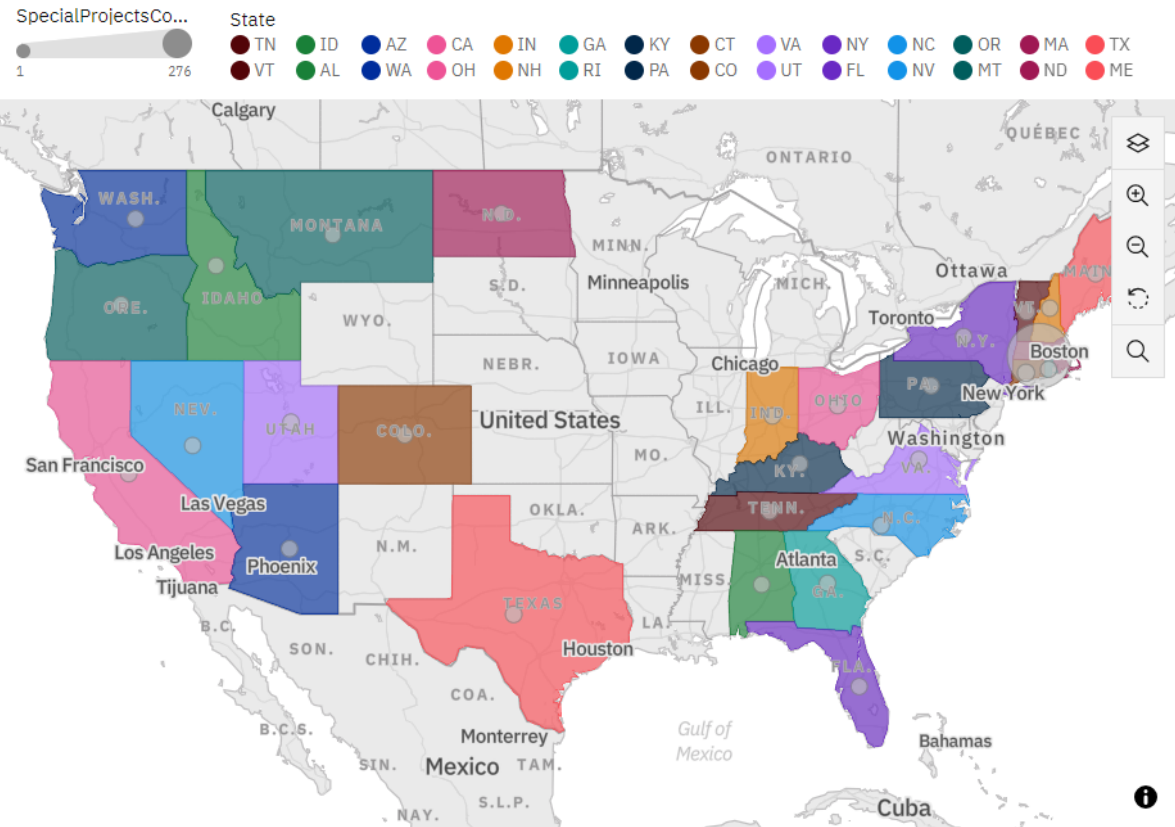 SpecialProjectsCo...
1 276
State
TN ID AZ CA IN GA KY CT VA NY NC OR MA TX
VT AL WA OH NH RI PA CO UT FL NV MT ND ME
Calgary
QUÉBEC
ONTARIO
WASH.
MONTANA
N.D.
MINN.
Ottawa
MAIN
ORE.
IDAHO
S.D.
Minneapolis
MICH.
VT.
WYO.
Toronto
N.Y.
Boston
NEBR.
IOWA
Chicago
PA.
New York
NEV.
UTAH
COLO.
United States
ILL.
IND.
OHIO
Washington
San Francisco
MO.
KY.
VA.
Las Vegas
OKLA.
TENN.
N.C.
ARK.
Los Angeles
Phoenix
N.M.
Atlanta
S.C.
Tijuana
MISS.
GA.
TEXAS
B.C.
LA.
SON.
CHIH.
Houston
FLA.
COA.
B.C.S.
Monterrey
Gulf of
Mexico
Bahamas
SIN.
Mexico
TAM.
S.L.P.
NAY.
Cuba
i